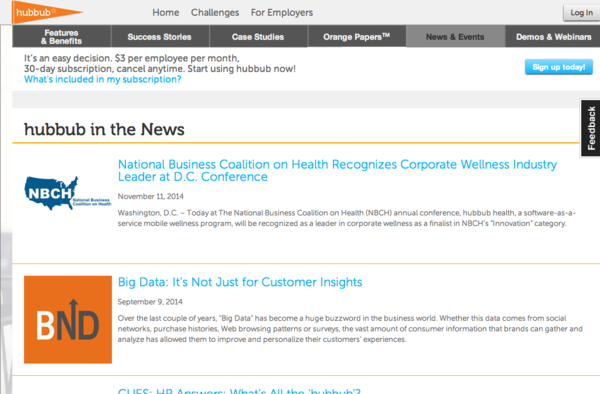 hubbub
Home Challenges For Employers
Log In
Features
& Benefits
Success Stories
Case Studies
Orange Papers™
News & Events
Demos & Webinars
It's an easy decision. $3 per employee per month,
30-day subscription, cancel anytime. Start using hubbub now!
What's included in my subscription?
Sign up today!
Feedback
hubbub in the News
NBCH
National Business
Coalition on Health
National Business Coalition on Health Recognizes Corporate Wellness Industry
Leader at D.C. Conference
November 11, 2014
Washington, D.C. – Today at The National Business Coalition on Health (NBCH) annual conference, hubbub health, a software-as-a-
service mobile wellness program, will be recognized as a leader in corporate wellness as a finalist in NBCH's "Innovation" category.
BND
Big Data: It's Not Just for Customer Insights
September 9, 2014
Over the last couple of years, "Big Data" has become a huge buzzword in the business world. Whether this data comes from social
networks, purchase histories, Web browsing patterns or surveys, the vast amount of consumer information that brands can gather and
analyze has allowed them to improve and personalize their customers' experiences.
CUES: HR Answers: What's All the 'hubbub'?